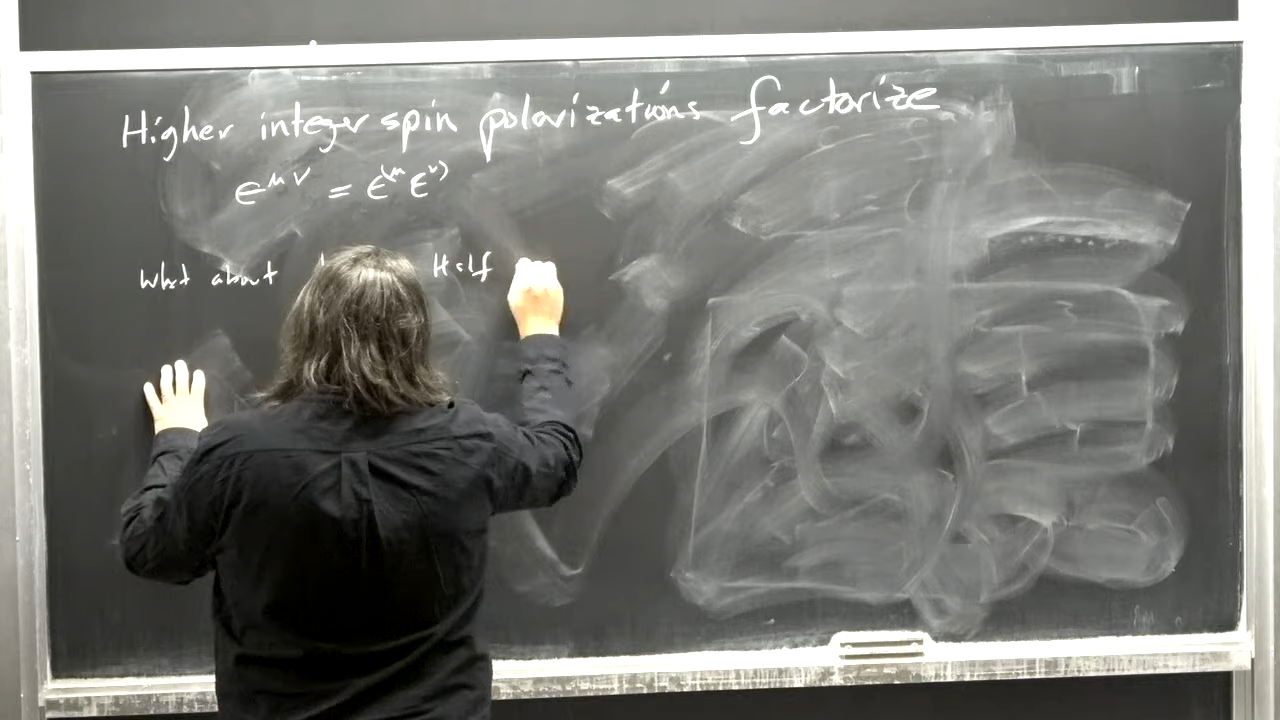 Higher integer spin polarizations factorize
ϵ^{μν} = ϵ^{(μ} ϵ^{ν)}
What about Half